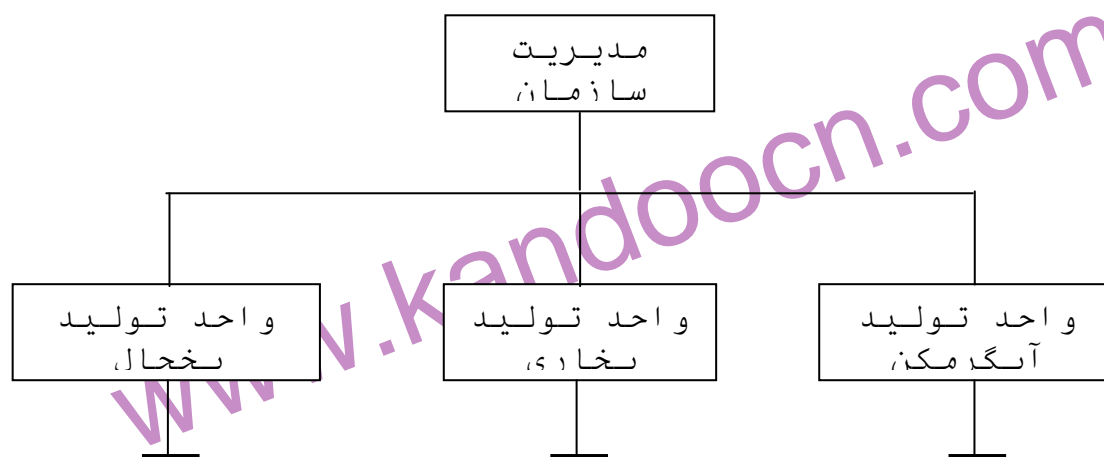 مدیریت
سازمان
واحد تولید
آبگرمکن
واحد تولید
بخاری
واحد تولید
یخچال
www.kandoocn.com